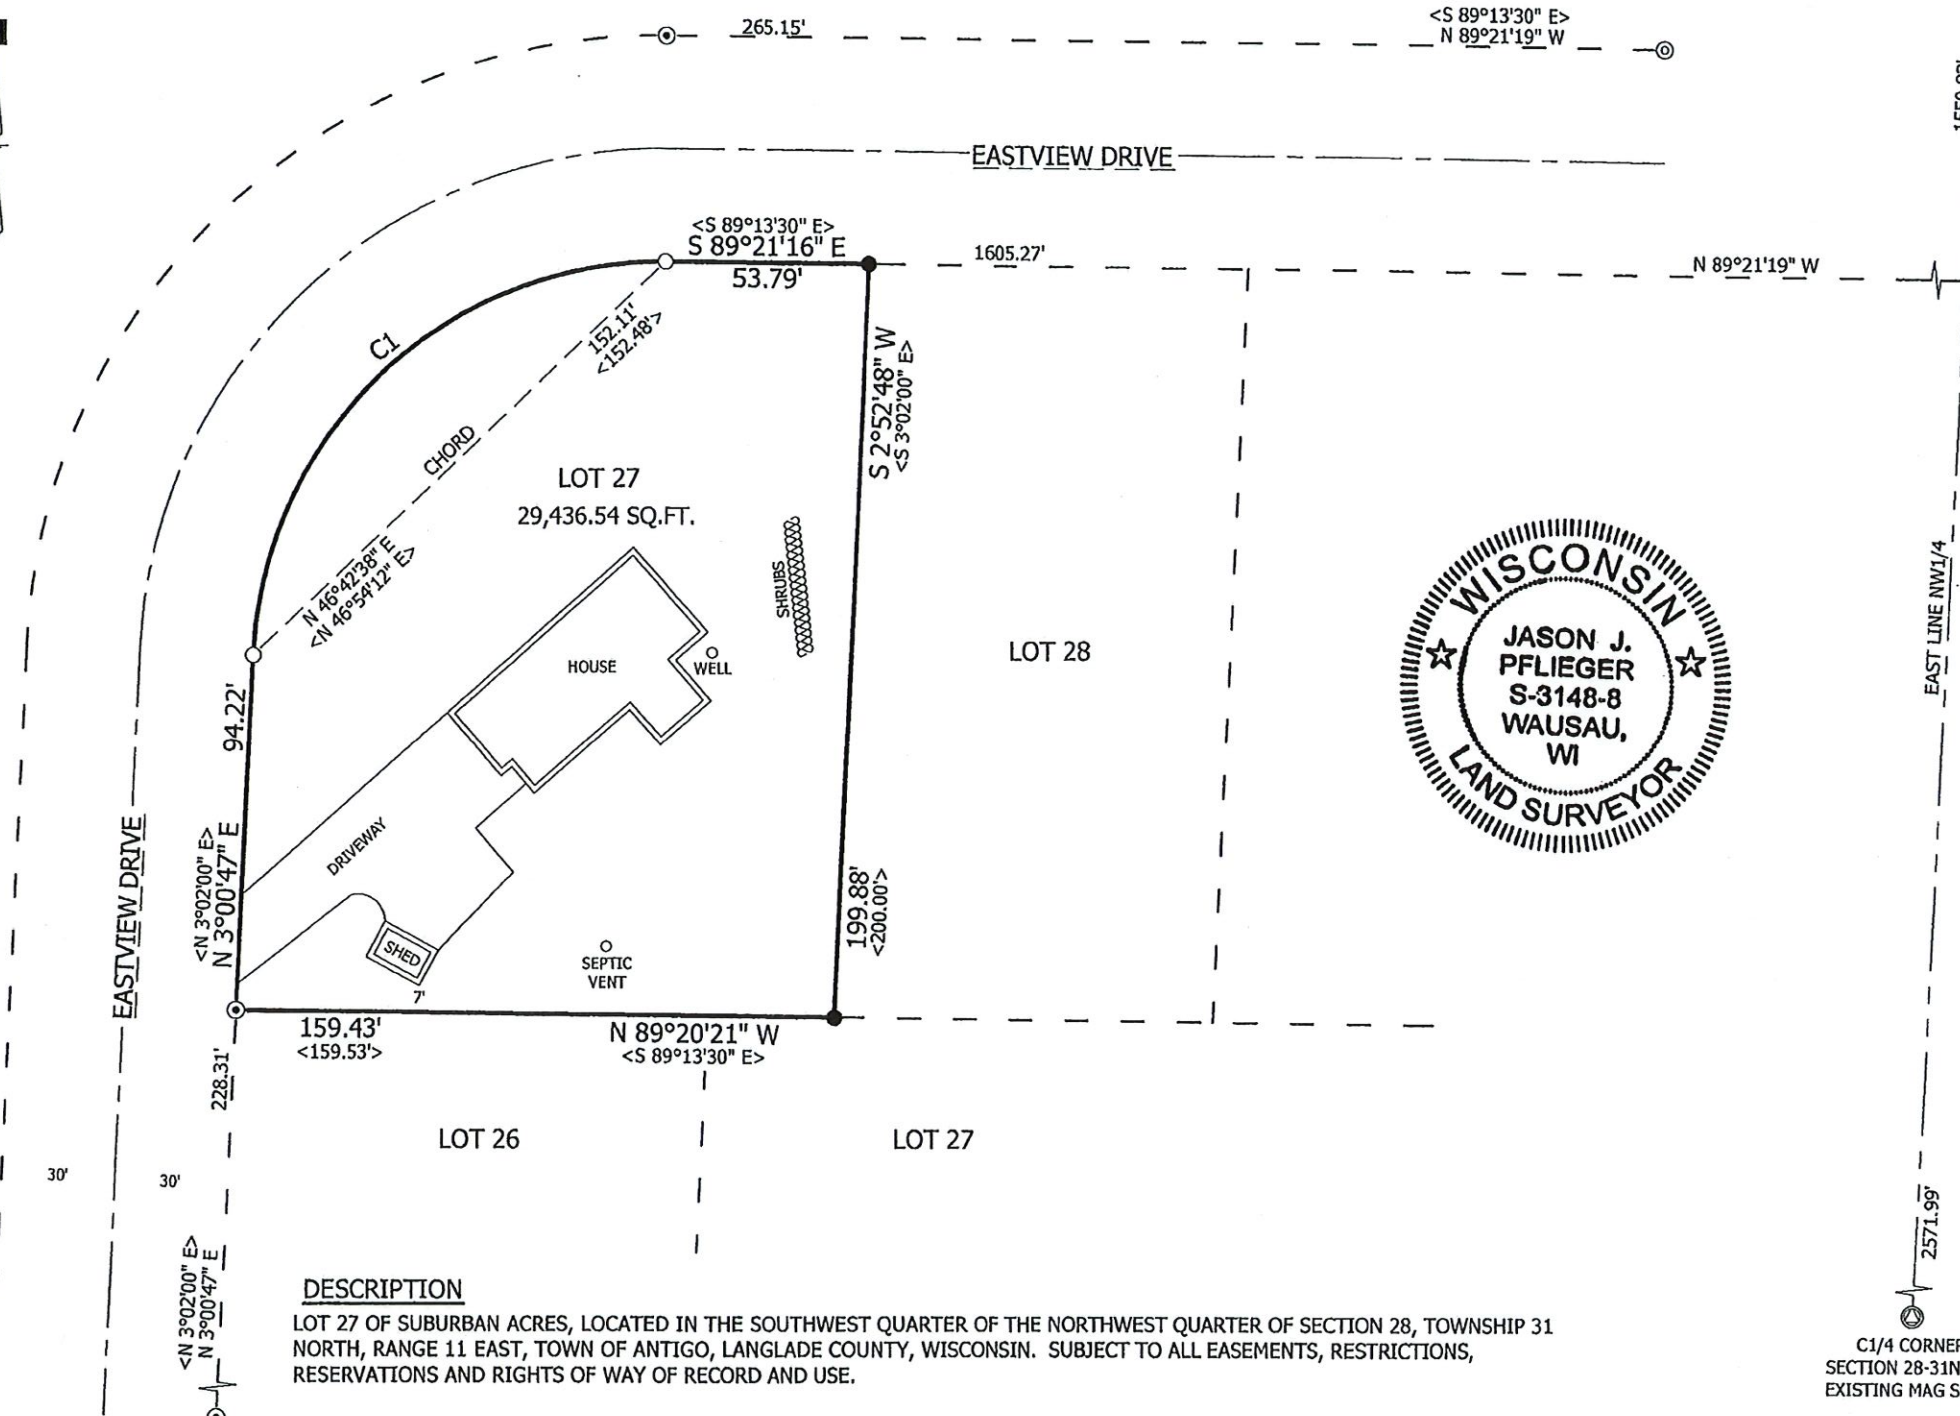 265.15'
<S 89°13'30" E>
N 89°21'19" W
EASTVIEW DRIVE
<S 89°13'30" E>
S 89°21'16" E
53.79'
1605.27'
N 89°21'19" W
C1
152.11'
<152.48'>
CHORD
N 46°42'38" E
<N 46°54'12" E>
S 2°52'48" W
<S 3°02'00" E>
LOT 27
29,436.54 SQ.FT.
SHRUBS
HOUSE
WELL
LOT 28
WISCONSIN
JASON J.
PFLIEGER
S-3148-8
WAUSAU,
WI
LAND SURVEYOR
EAST LINE NW1/4
94.22'
<N 3°02'00" E>
N 3°00'47" E
EASTVIEW DRIVE
DRIVEWAY
SHED
7'
SEPTIC
VENT
199.88'
<200.00'>
159.43'
<159.53'>
N 89°20'21" W
<S 89°13'30" E>
228.31'
LOT 26
LOT 27
30'
30'
<N 3°02'00" E>
N 3°00'47" E
2571.99'
DESCRIPTION
LOT 27 OF SUBURBAN ACRES, LOCATED IN THE SOUTHWEST QUARTER OF THE NORTHWEST QUARTER OF SECTION 28, TOWNSHIP 31
NORTH, RANGE 11 EAST, TOWN OF ANTIGO, LANGLADE COUNTY, WISCONSIN. SUBJECT TO ALL EASEMENTS, RESTRICTIONS,
RESERVATIONS AND RIGHTS OF WAY OF RECORD AND USE.
C1/4 CORNER
SECTION 28-31N
EXISTING MAG S